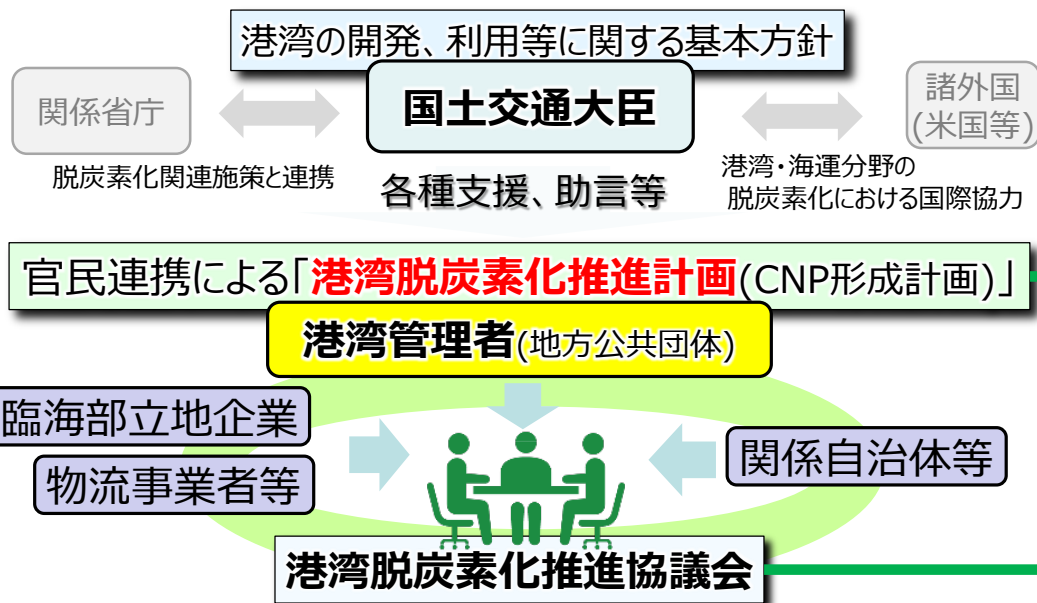 港湾の開発、利用等に関する基本方針
関係省庁
国土交通大臣
諸外国
(米国等)
脱炭素化関連施策と連携
各種支援、助言等
港湾・海運分野の
脱炭素化における国際協力
官民連携による「港湾脱炭素化推進計画(CNP形成計画)」
港湾管理者(地方公共団体)
臨海部立地企業
物流事業者等
関係自治体等
港湾脱炭素化推進協議会